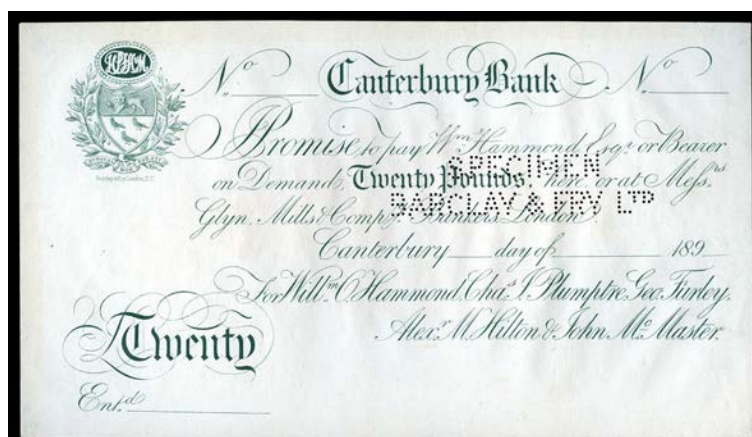 HPFHM
No Canterbury Bank No
I Promise to pay Wm Hammond Esqr or Bearer
on Demand, Twenty Pounds, here or at Messrs
SPECIMEN
Glyn, Mills & Compy Bankers London.
BARCLAY & FRY LTD
Canterbury day of 189
For Willm O. Hammond, Chas J. Plumptre, Geo. Furley,
Alexr M. Hilton & John Mc Master.
Twenty
Entd